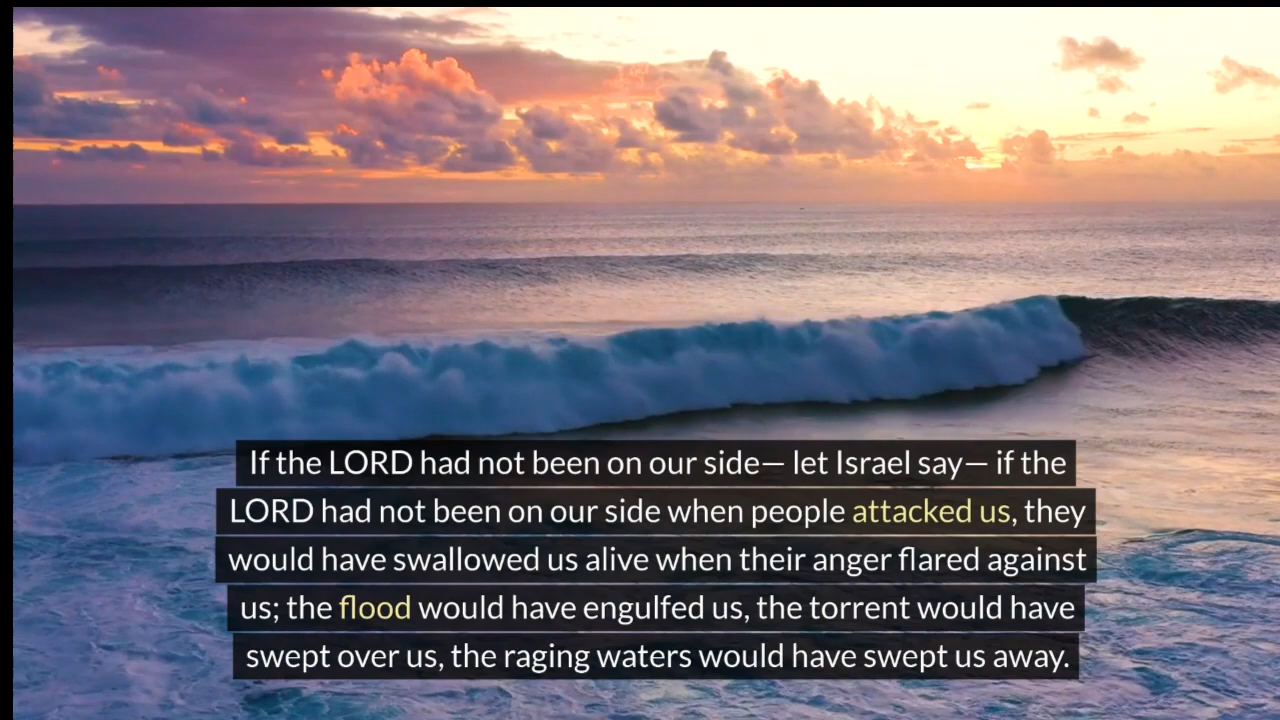 If the LORD had not been on our side— let Israel say— if the
LORD had not been on our side when people attacked us, they
would have swallowed us alive when their anger flared against
us; the flood would have engulfed us, the torrent would have
swept over us, the raging waters would have swept us away.